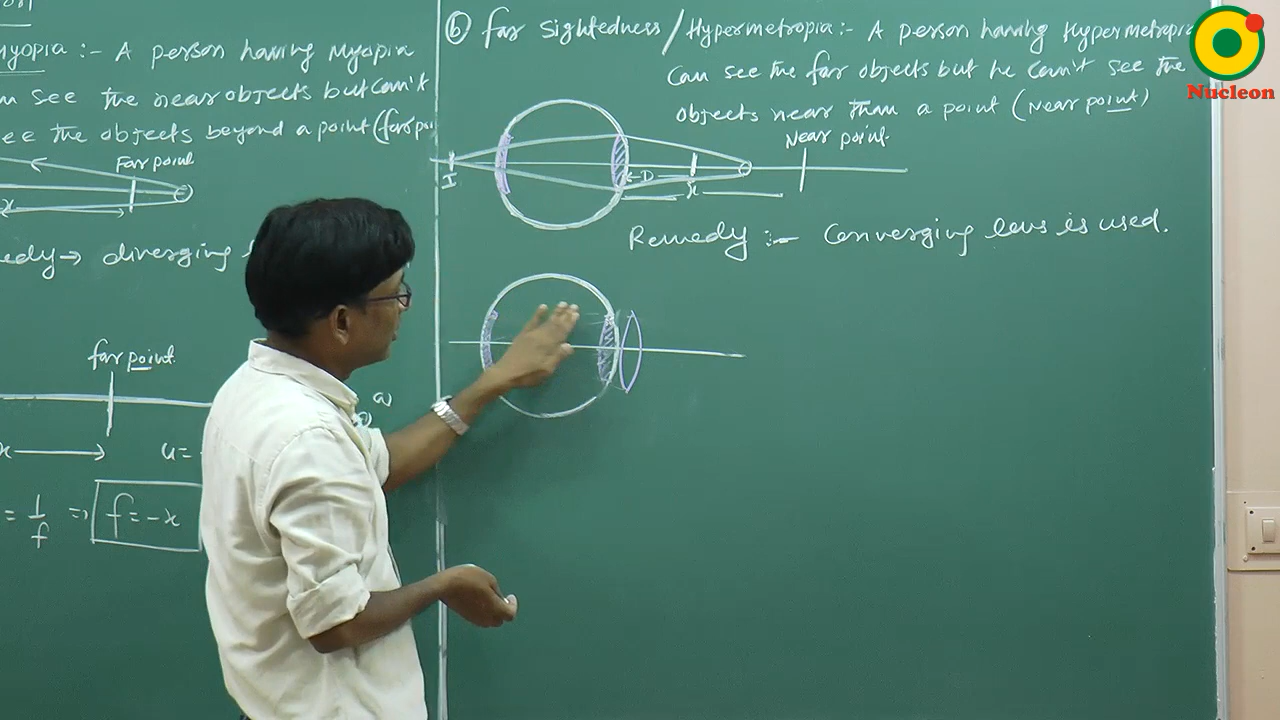 yopia :- A person having Myopia
n see the near objects but can't
see the objects beyond a point (far poi
Far point
x
edy → diverging
far point
x
u = -
= 1/f ⇒ f = -x
b) Far Sightedness / Hypermetropia :- A person having Hypermetropia
Can see the far objects but he can't see the
objects near than a point (Near point)
Near point.
I
D
x
Remedy :- Converging lens is used.
Nucleon